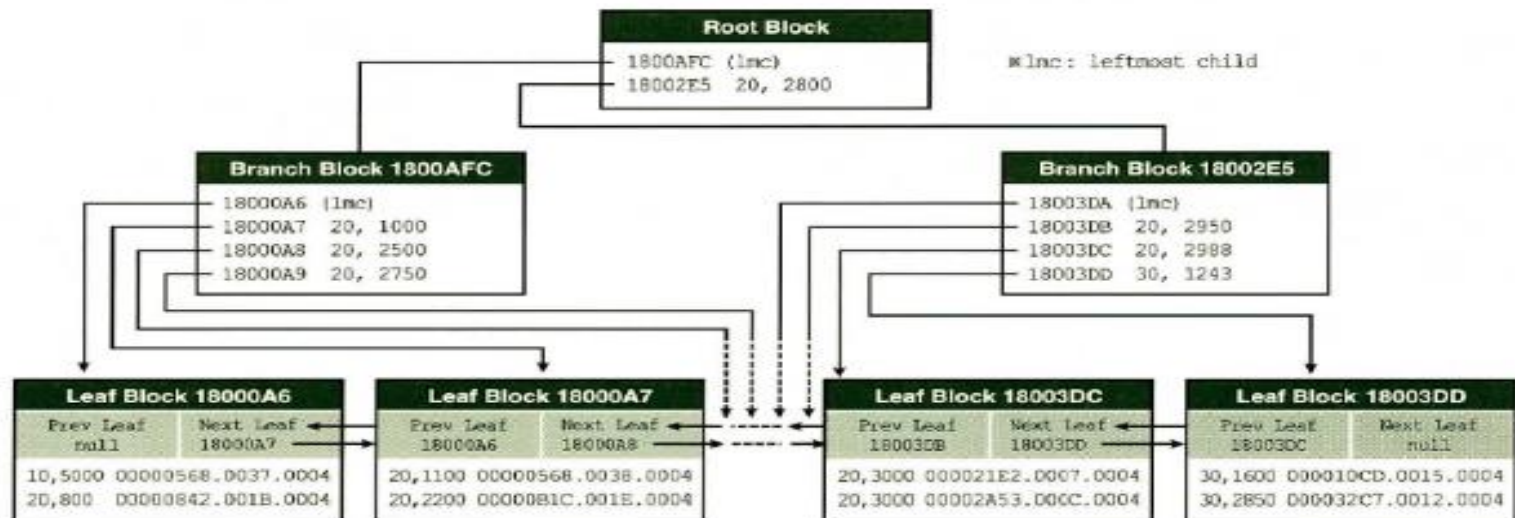 Root Block
1800AFC (lmc)
18002E5 20, 2800
※lmc: leftmost child
Branch Block 1800AFC
18000A6 (lmc)
18000A7 20, 1000
18000A8 20, 2500
18000A9 20, 2750
Branch Block 18002E5
18003DA (lmc)
18003DB 20, 2950
18003DC 20, 2988
18003DD 30, 1243
Leaf Block 18000A6
Prev Leaf Next Leaf
null 18000A7
10,5000 00000568.0037.0004
20,800 00000842.001B.0004
Leaf Block 18000A7
Prev Leaf Next Leaf
18000A6 18000A8
20,1100 00000568.0038.0004
20,2200 00000B1C.001E.0004
Leaf Block 18003DC
Prev Leaf Next Leaf
18003DB 18003DD
20,3000 000021E2.0007.0004
20,3000 00002A53.000C.0004
Leaf Block 18003DD
Prev Leaf Next Leaf
18003DC null
30,1600 000010CD.0015.0004
30,2850 000032C7.0012.0004